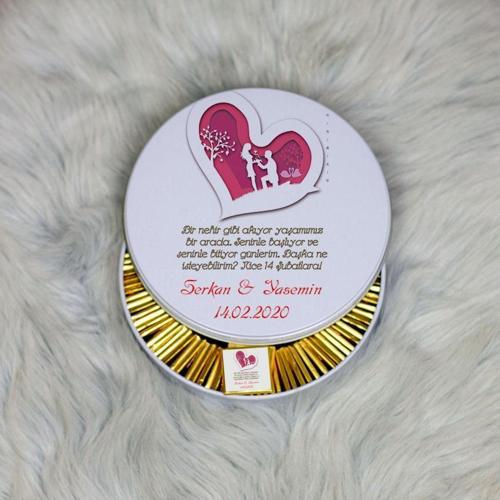 Bir nehir gibi akıyor yaşamımız
bir arada. Seninle başlıyor ve
seninle bitiyor günlerim. Başka ne
isteyebilirim? Nice 14 Şubatlara!
Serkan & Yasemin
14.02.2020